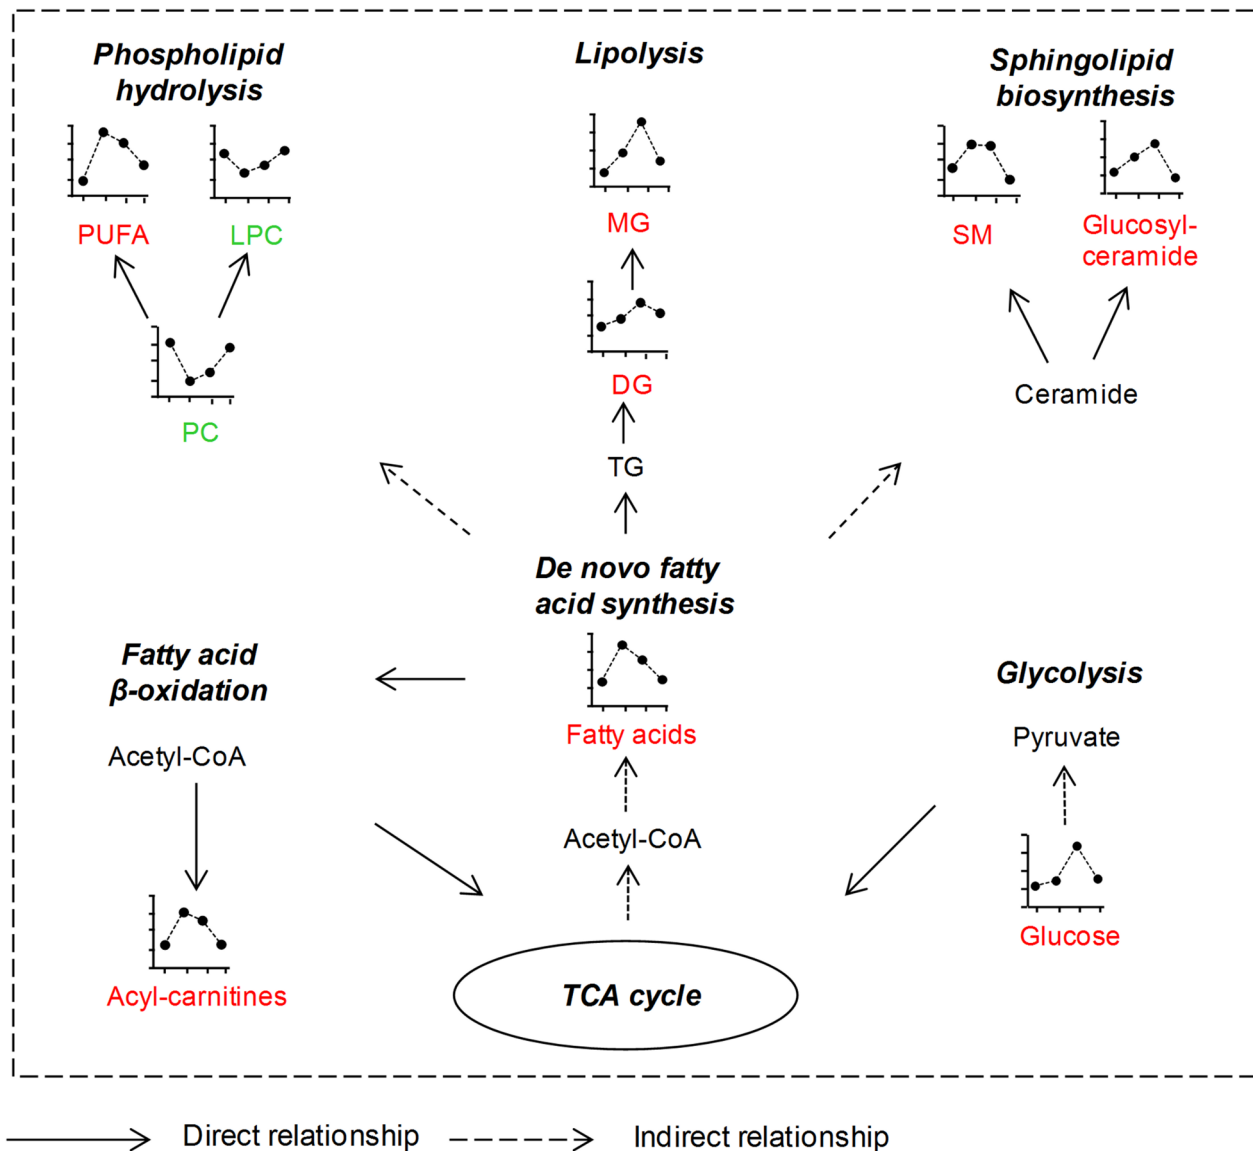 Phospholipid
hydrolysis
Lipolysis
Sphingolipid
biosynthesis
PUFA
LPC
MG
SM
Glucosyl-
ceramide
PC
DG
Ceramide
TG
De novo fatty
acid synthesis
Fatty acid
β-oxidation
Glycolysis
Acetyl-CoA
Fatty acids
Pyruvate
Acetyl-CoA
Acyl-carnitines
TCA cycle
Glucose
Direct relationship
Indirect relationship